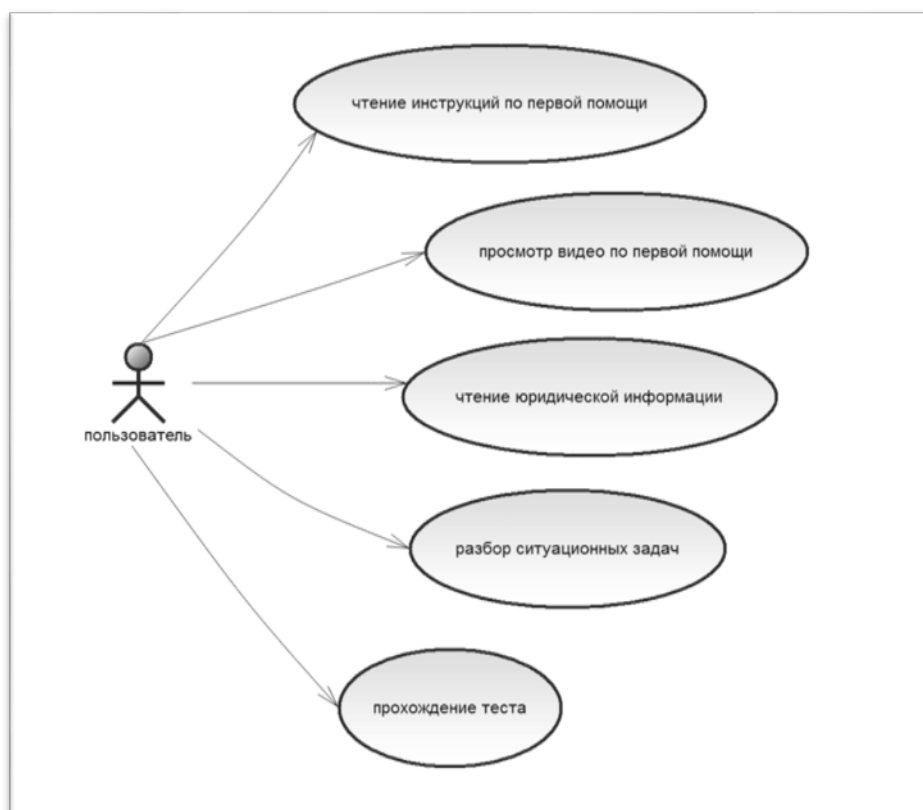 чтение инструкций по первой помощи
просмотр видео по первой помощи
чтение юридической информации
пользователь
разбор ситуационных задач
прохождение теста